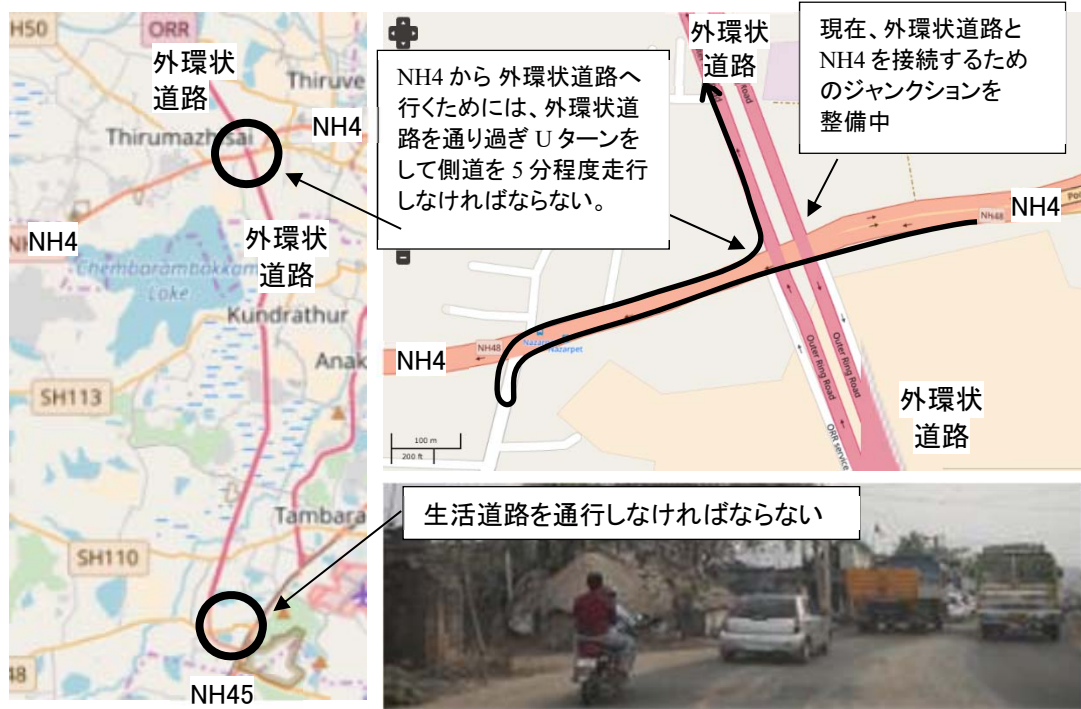 SH50
ORR
外環状
道路
Thiruve
Thirumazhisai
NH4
NH4
外環状
道路
Chembarambakkam
Lake
Kundrathur
Anak
SH113
Tambara
SH110
48
NH45
NH4 から 外環状道路へ
行くためには、外環状道
路を通り過ぎ U ターンを
して側道を 5 分程度走行
しなければならない。
外環状
道路
現在、外環状道路と
NH4 を接続するため
のジャンクションを
整備中
NH48
NH4
NH4
NH48
Nazarpet
Outer Ring Road
Outer Ring Road
ORR service
外環状
道路
100 m
200 ft
生活道路を通行しなければならない